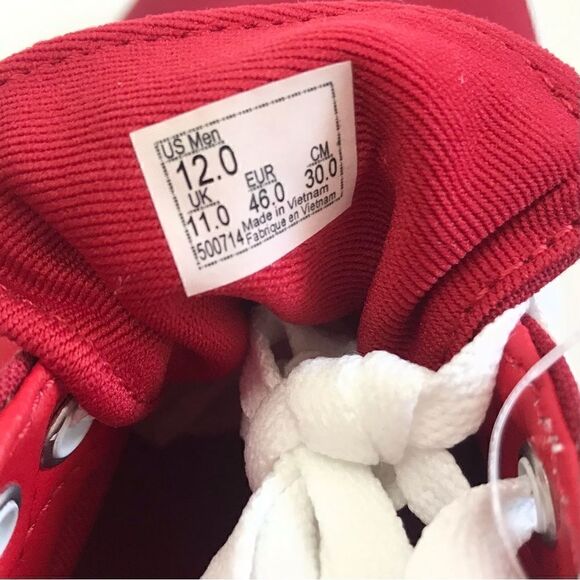 US Men
12.0
UK EUR CM
11.0 46.0 30.0
500714 Made in Vietnam
Fabrique en Vietnam